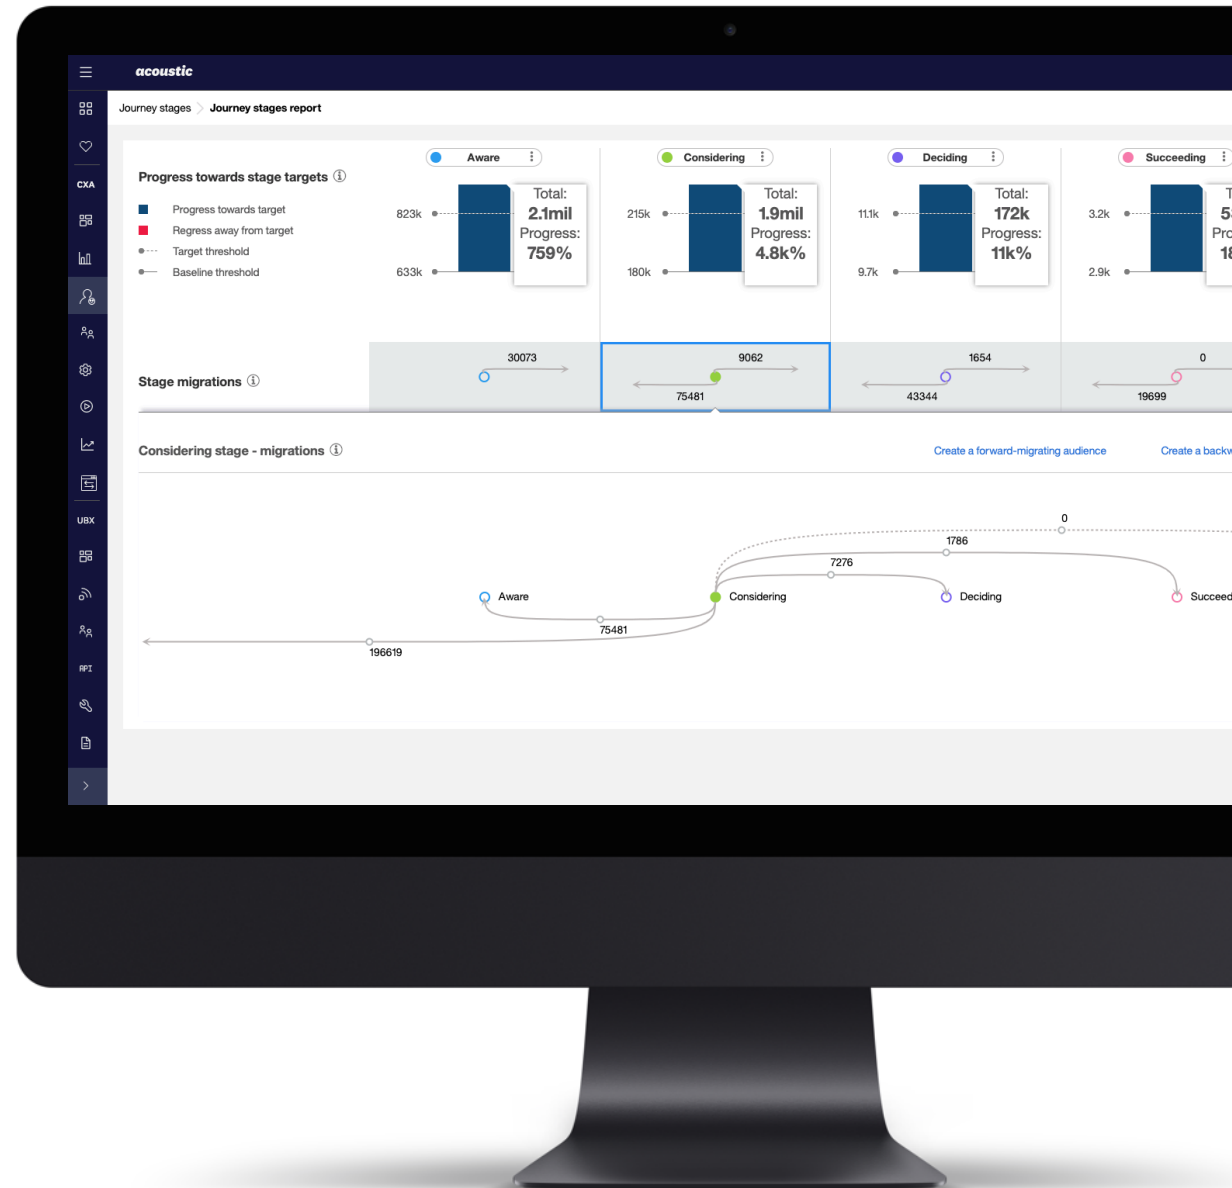 acoustic
Journey stages
Journey stages report
CXA
UBX
API
Progress towards stage targets
Progress towards target
Regress away from target
Target threshold
Baseline threshold
Aware
823k
633k
Total:
2.1mil
Progress:
759%
Considering
215k
180k
Total:
1.9mil
Progress:
4.8k%
Deciding
11.1k
9.7k
Total:
172k
Progress:
11k%
Succeeding
3.2k
2.9k
Stage migrations
30073
9062
75481
1654
43344
0
19699
Considering stage - migrations
Create a forward-migrating audience
Create a
0
1786
7276
Aware
Considering
Deciding
75481
196619